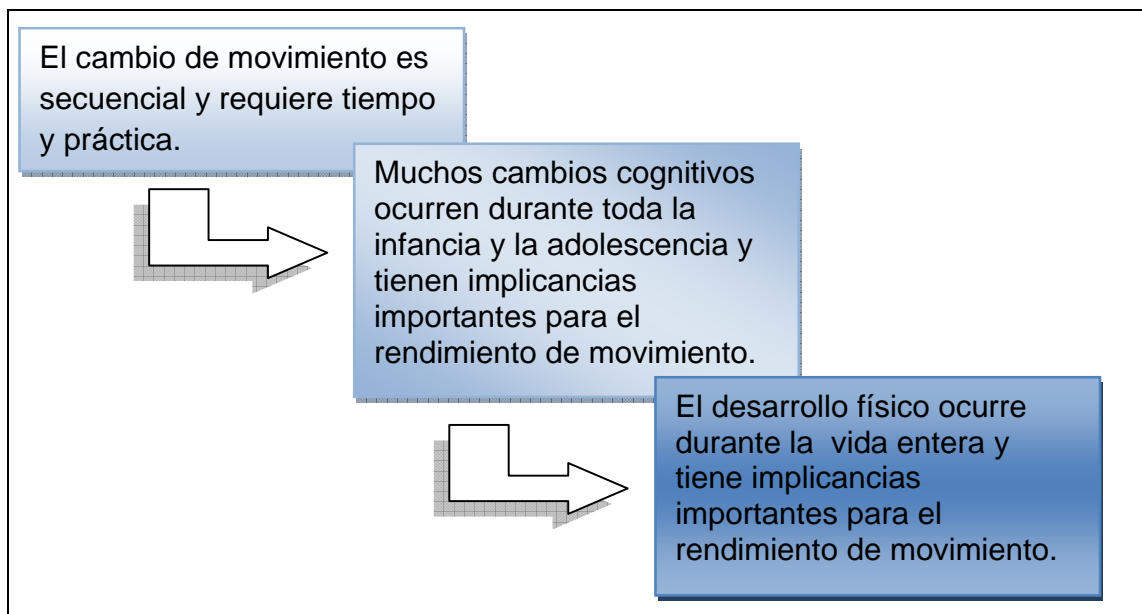 El cambio de movimiento es
secuencial y requiere tiempo
y práctica.
Muchos cambios cognitivos
ocurren durante toda la
infancia y la adolescencia y
tienen implicancias
importantes para el
rendimiento de movimiento.
El desarrollo físico ocurre
durante la  vida entera y
tiene implicancias
importantes para el
rendimiento de movimiento.